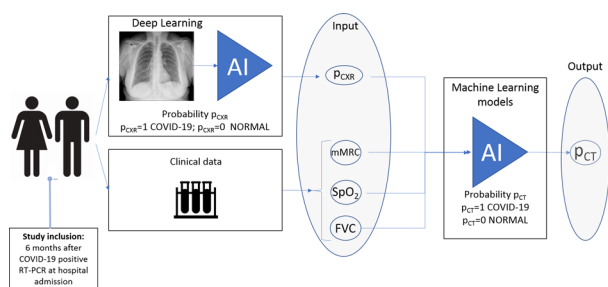 Deep Learning
AI
Probability pCXR
pCXR=1 COVID-19; pCXR=0 NORMAL
Clinical data
Study inclusion:
6 months after
COVID-19 positive
RT-PCR at hospital
admission
Input
pCXR
mMRC
SpO2
FVC
Machine Learning
models
AI
Probability pCT
pCT=1 COVID-19
pCT=0 NORMAL
Output
pCT